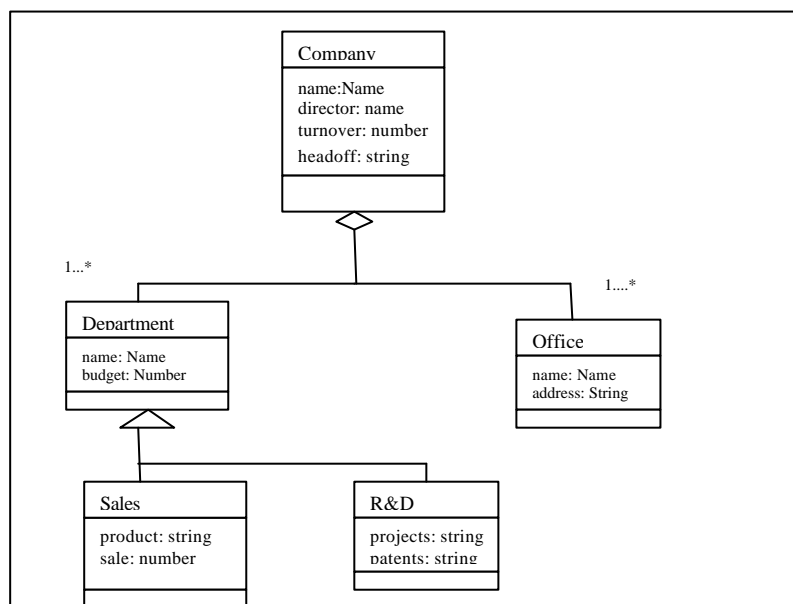 Company
name:Name
director: name
turnover: number
headoff: string
1...*
1....*
Department
name: Name
budget: Number
Office
name: Name
address: String
Sales
product: string
sale: number
R&D
projects: string
patents: string